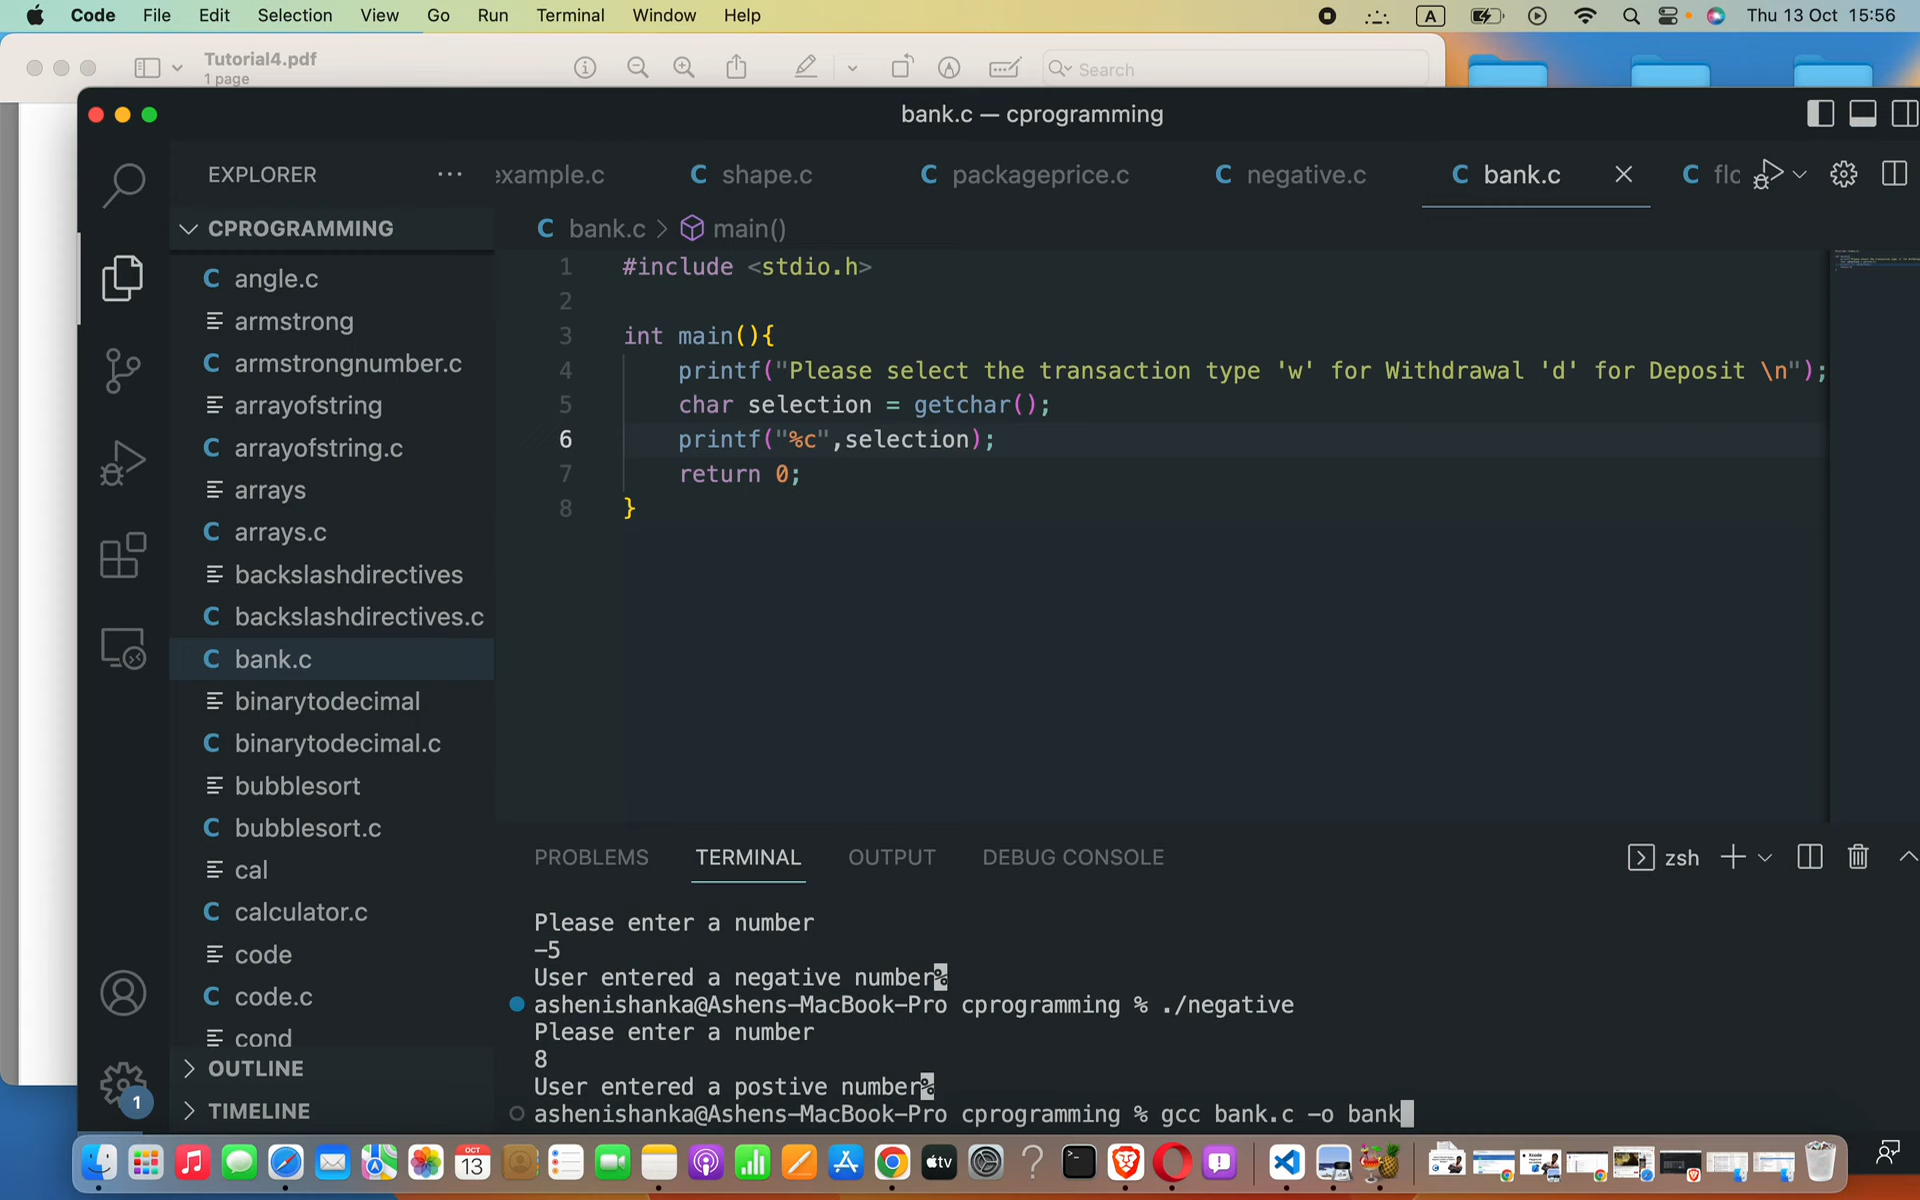 Code File Edit Selection View Go Run Terminal Window Help A Thu 13 Oct 15:56
Tutorial4.pdf
1 page
Search
bank.c — cprogramming
EXPLORER
CPROGRAMMING
C angle.c
armstrong
C armstrongnumber.c
arrayofstring
C arrayofstring.c
arrays
C arrays.c
backslashdirectives
C backslashdirectives.c
C bank.c
binarytodecimal
C binarytodecimal.c
bubblesort
C bubblesort.c
cal
C calculator.c
code
C code.c
cond
OUTLINE
TIMELINE
1
example.c C shape.c C packageprice.c C negative.c C bank.c C flo
C bank.c > main()
1 #include <stdio.h>
2
3 int main(){
4 printf("Please select the transaction type 'w' for Withdrawal 'd' for Deposit \n");
5 char selection = getchar();
6 printf("%c",selection);
7 return 0;
8 }
PROBLEMS TERMINAL OUTPUT DEBUG CONSOLE zsh
Please enter a number
-5
User entered a negative number%
ashenishanka@Ashens-MacBook-Pro cprogramming % ./negative
Please enter a number
8
User entered a postive number%
ashenishanka@Ashens-MacBook-Pro cprogramming % gcc bank.c -o bank
OCT
13
tv